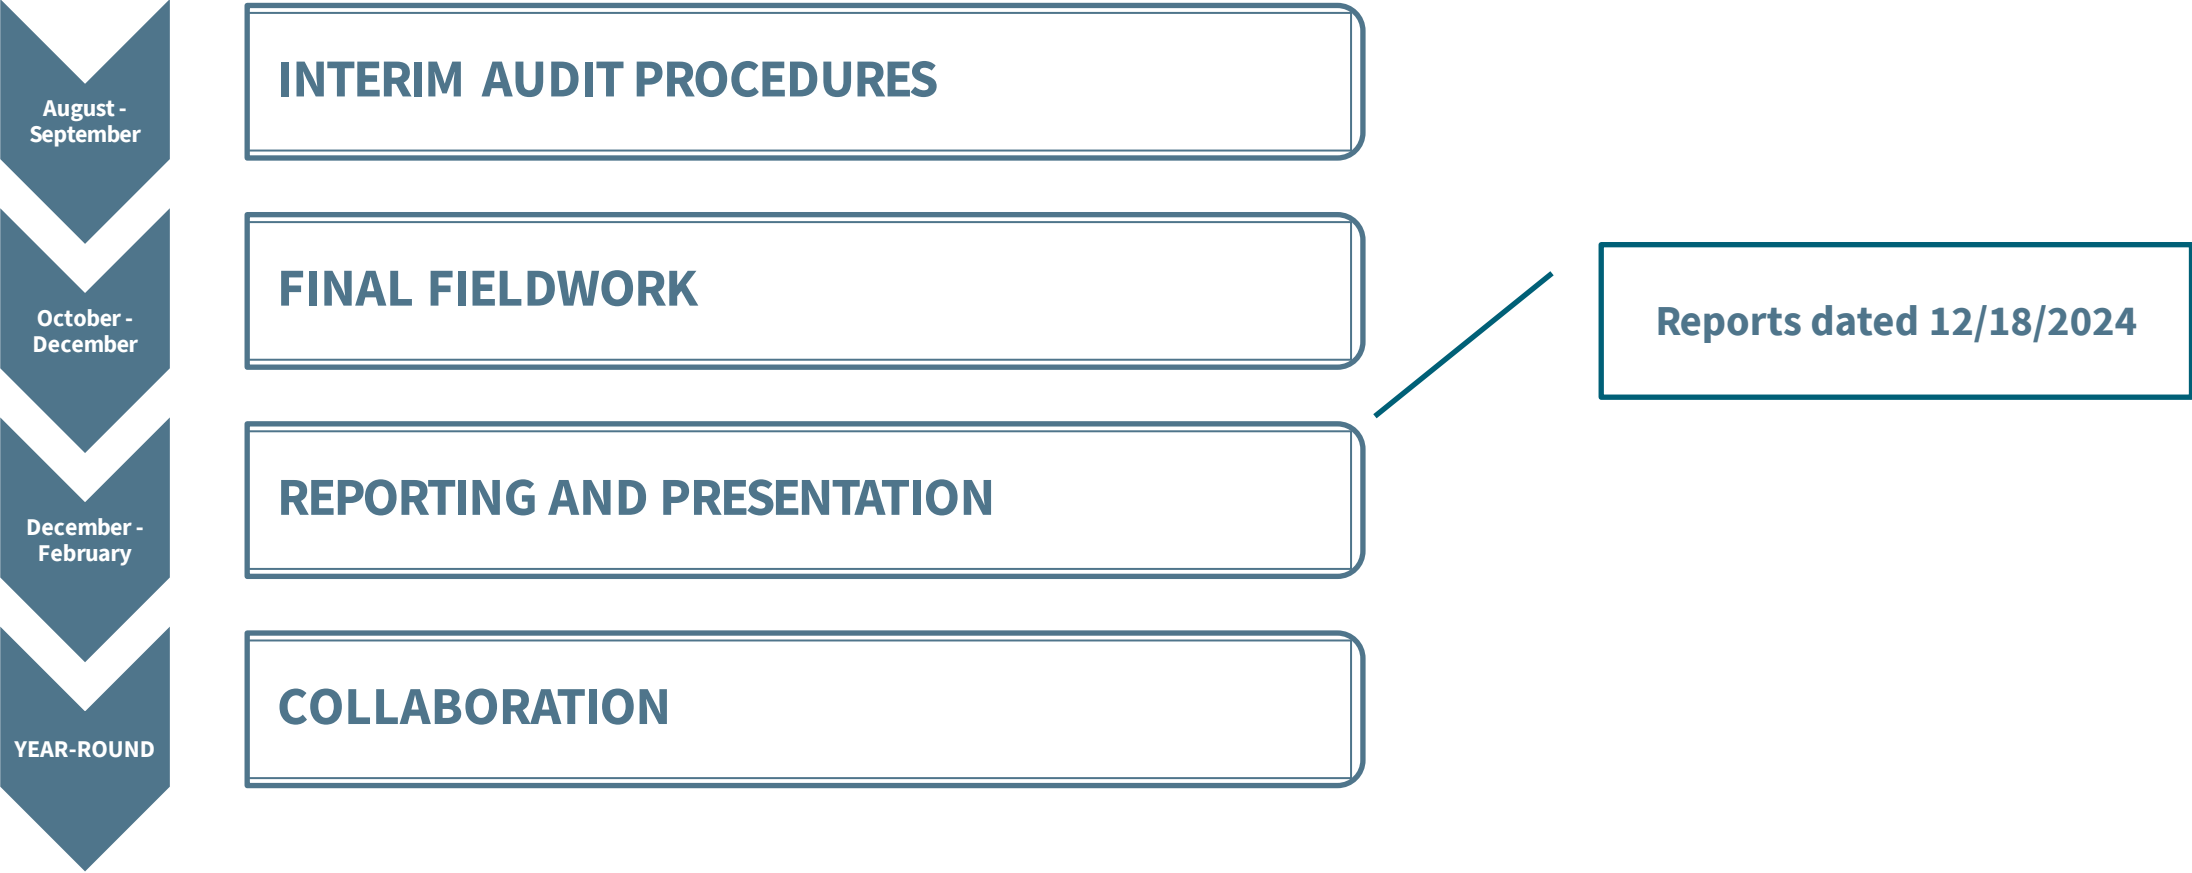 August -
September
INTERIM AUDIT PROCEDURES
October -
December
FINAL FIELDWORK
Reports dated 12/18/2024
December -
February
REPORTING AND PRESENTATION
YEAR-ROUND
COLLABORATION